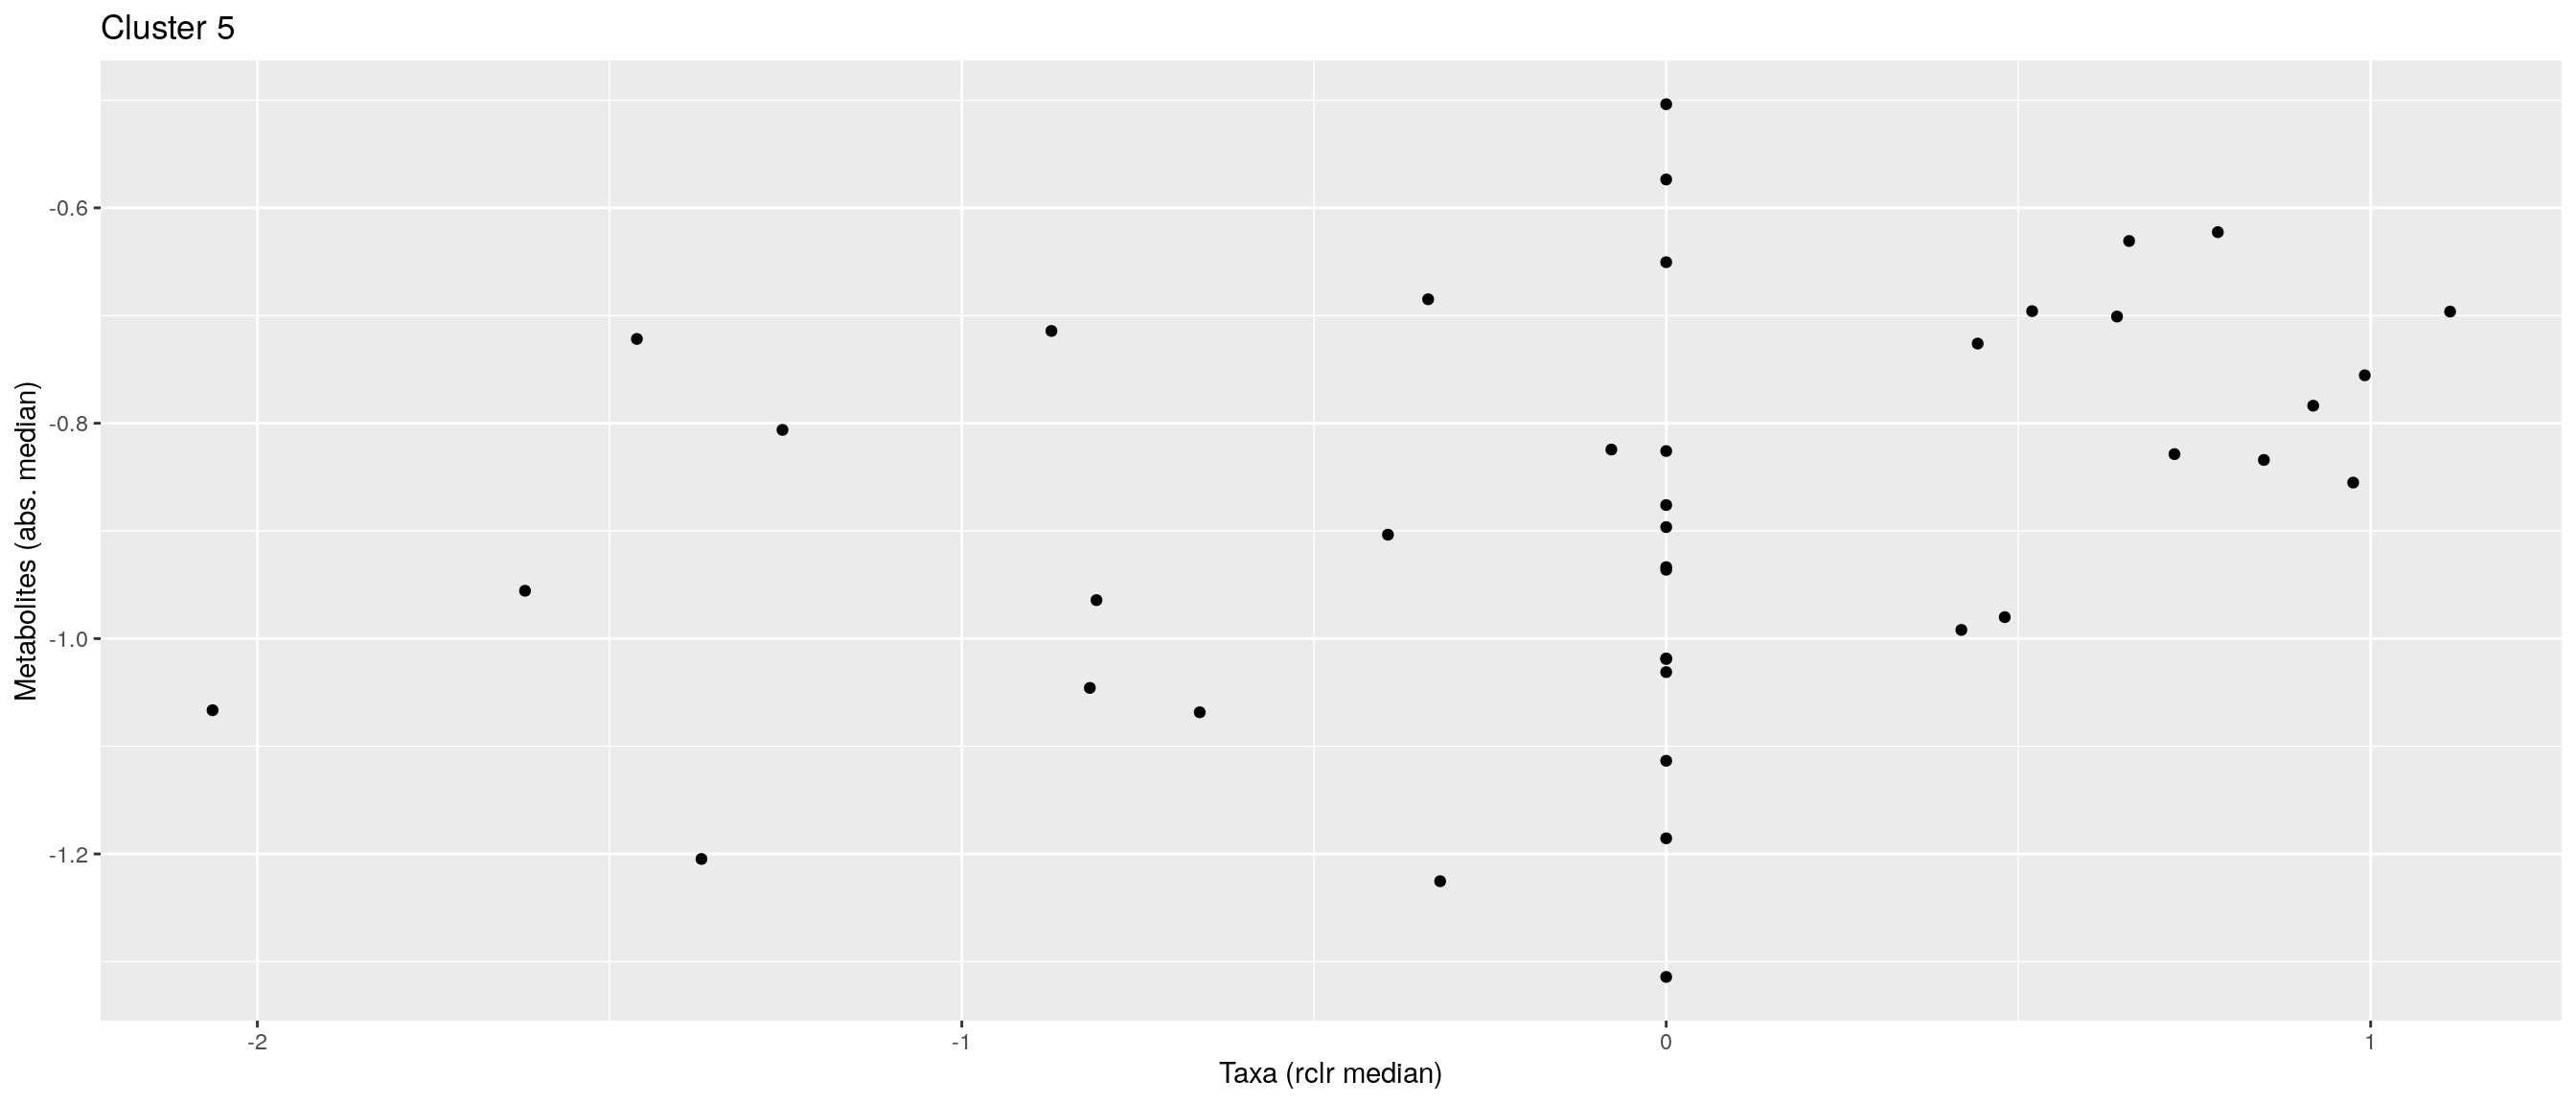 Cluster 5
Metabolites (abs. median)
-0.6
-0.8
-1.0
-1.2
-2
-1
0
1
Taxa (rclr median)